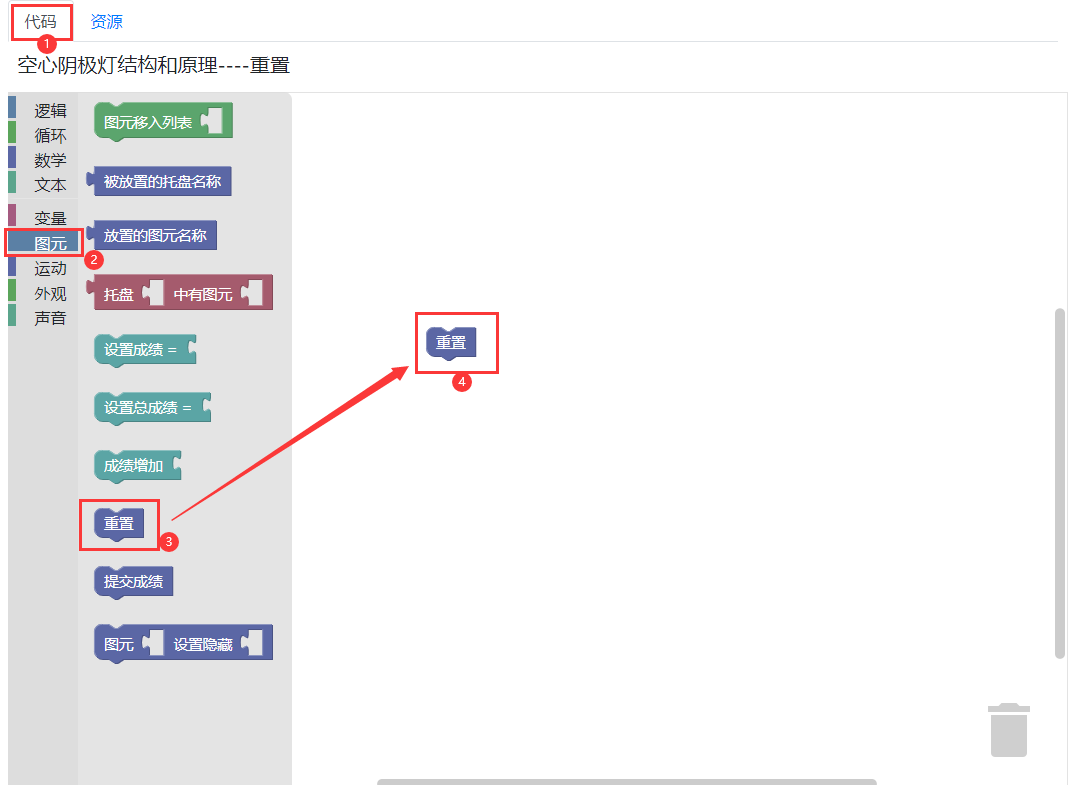 代码 资源
1
空心阴极灯结构和原理----重置
逻辑
循环
数学
文本
变量
图元
2
运动
外观
声音
图元移入列表
被放置的托盘名称
放置的图元名称
托盘 中有图元
设置成绩 =
设置总成绩 =
成绩增加
重置
3
提交成绩
图元 设置隐藏
重置
4